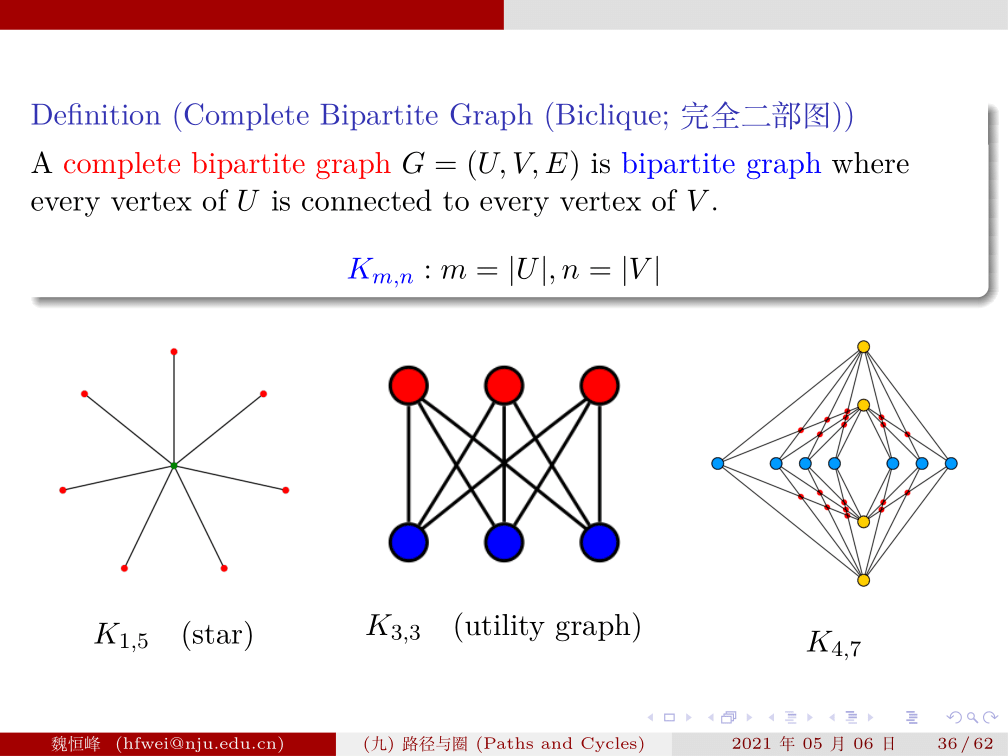 Definition (Complete Bipartite Graph (Biclique; 完全二部图))
A complete bipartite graph G = (U, V, E) is bipartite graph where
every vertex of U is connected to every vertex of V.
K_{m,n} : m = |U|, n = |V|
K_{1,5} (star)
K_{3,3} (utility graph)
K_{4,7}
魏恒峰 (hfwei@nju.edu.cn)
(九) 路径与圈 (Paths and Cycles)
2021 年 05 月 06 日
36 / 62